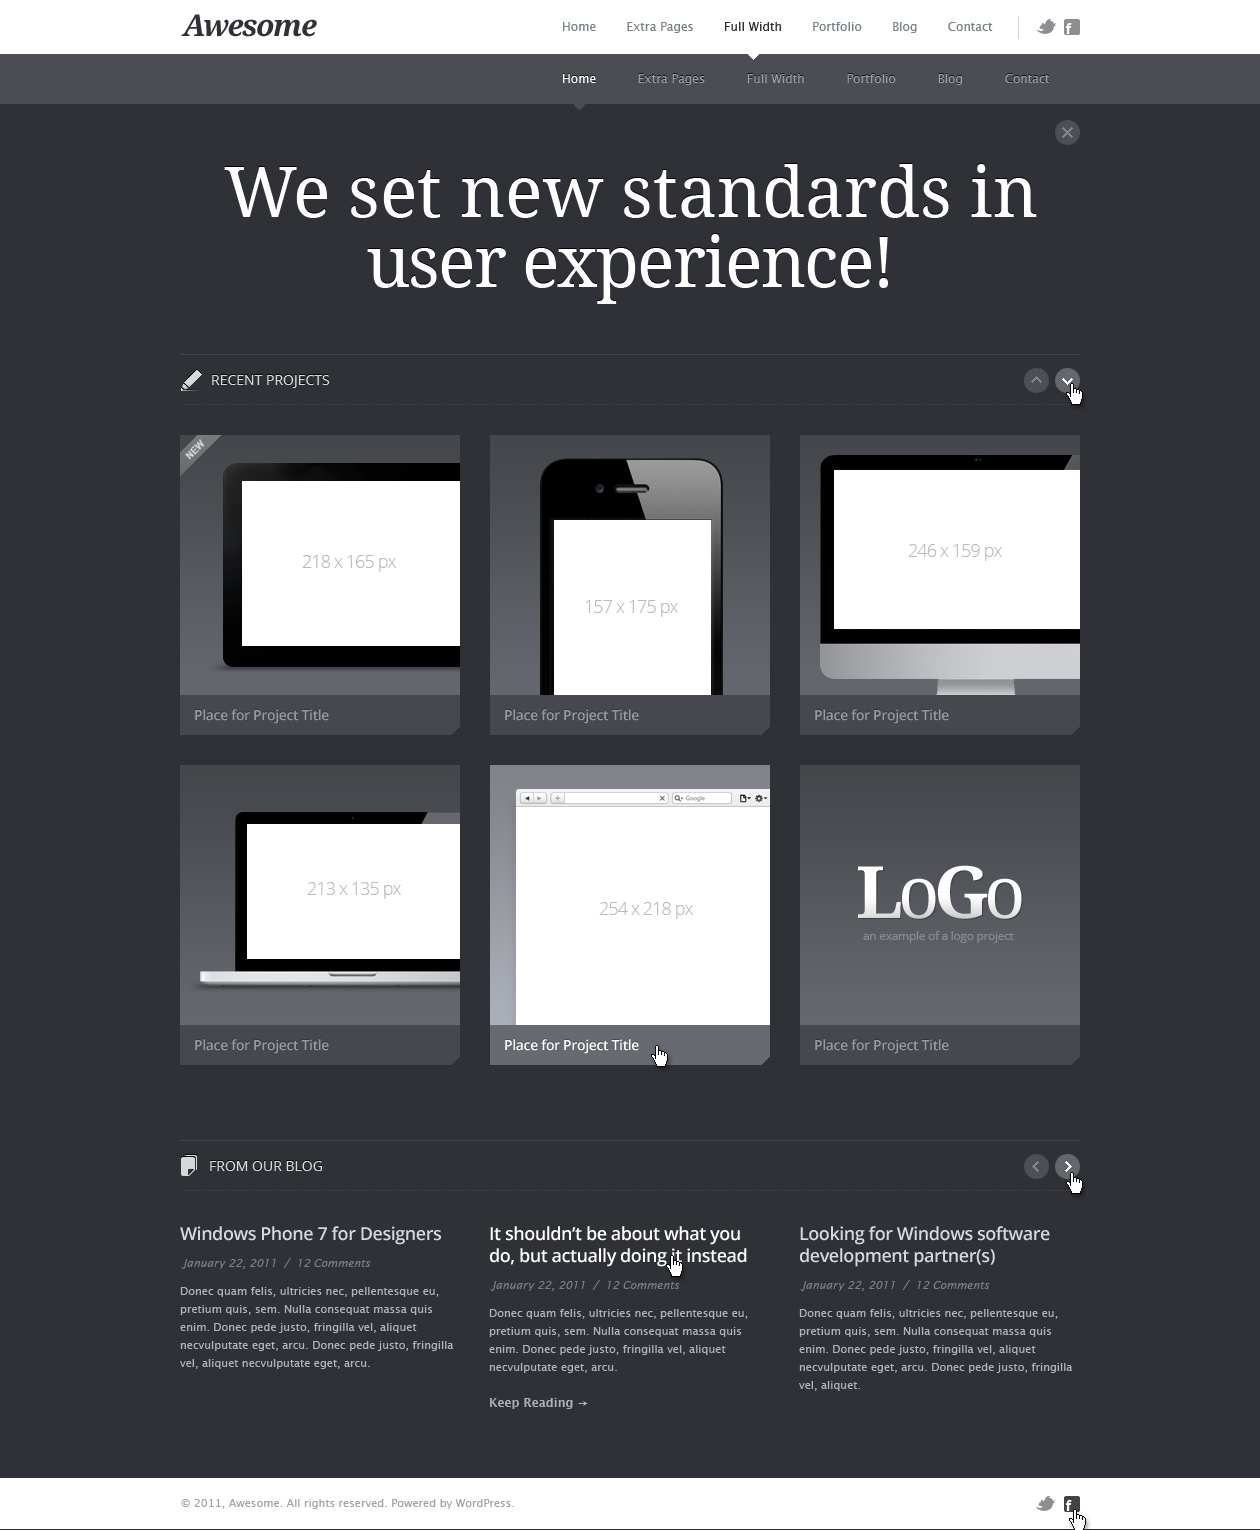 Awesome
Home Extra Pages Full Width Portfolio Blog Contact
Home Extra Pages Full Width Portfolio Blog Contact
We set new standards in
user experience!
RECENT PROJECTS
NEW
218 x 165 px
157 x 175 px
246 x 159 px
Place for Project Title
Place for Project Title
Place for Project Title
213 x 135 px
Google
254 x 218 px
LoGo
an example of a logo project
Place for Project Title
Place for Project Title
Place for Project Title
FROM OUR BLOG
Windows Phone 7 for Designers
January 22, 2011 / 12 Comments
Donec quam felis, ultricies nec, pellentesque eu,
pretium quis, sem. Nulla consequat massa quis
enim. Donec pede justo, fringilla vel, aliquet
necvulputate eget, arcu. Donec pede justo, fringilla
vel, aliquet necvulputate eget, arcu.
It shouldn't be about what you
do, but actually doing it instead
January 22, 2011 / 12 Comments
Donec quam felis, ultricies nec, pellentesque eu,
pretium quis, sem. Nulla consequat massa quis
enim. Donec pede justo, fringilla vel, aliquet
necvulputate eget, arcu.
Keep Reading →
Looking for Windows software
development partner(s)
January 22, 2011 / 12 Comments
Donec quam felis, ultricies nec, pellentesque eu,
pretium quis, sem. Nulla consequat massa quis
enim. Donec pede justo, fringilla vel, aliquet
necvulputate eget, arcu. Donec pede justo, fringilla
vel, aliquet.
© 2011, Awesome. All rights reserved. Powered by WordPress.